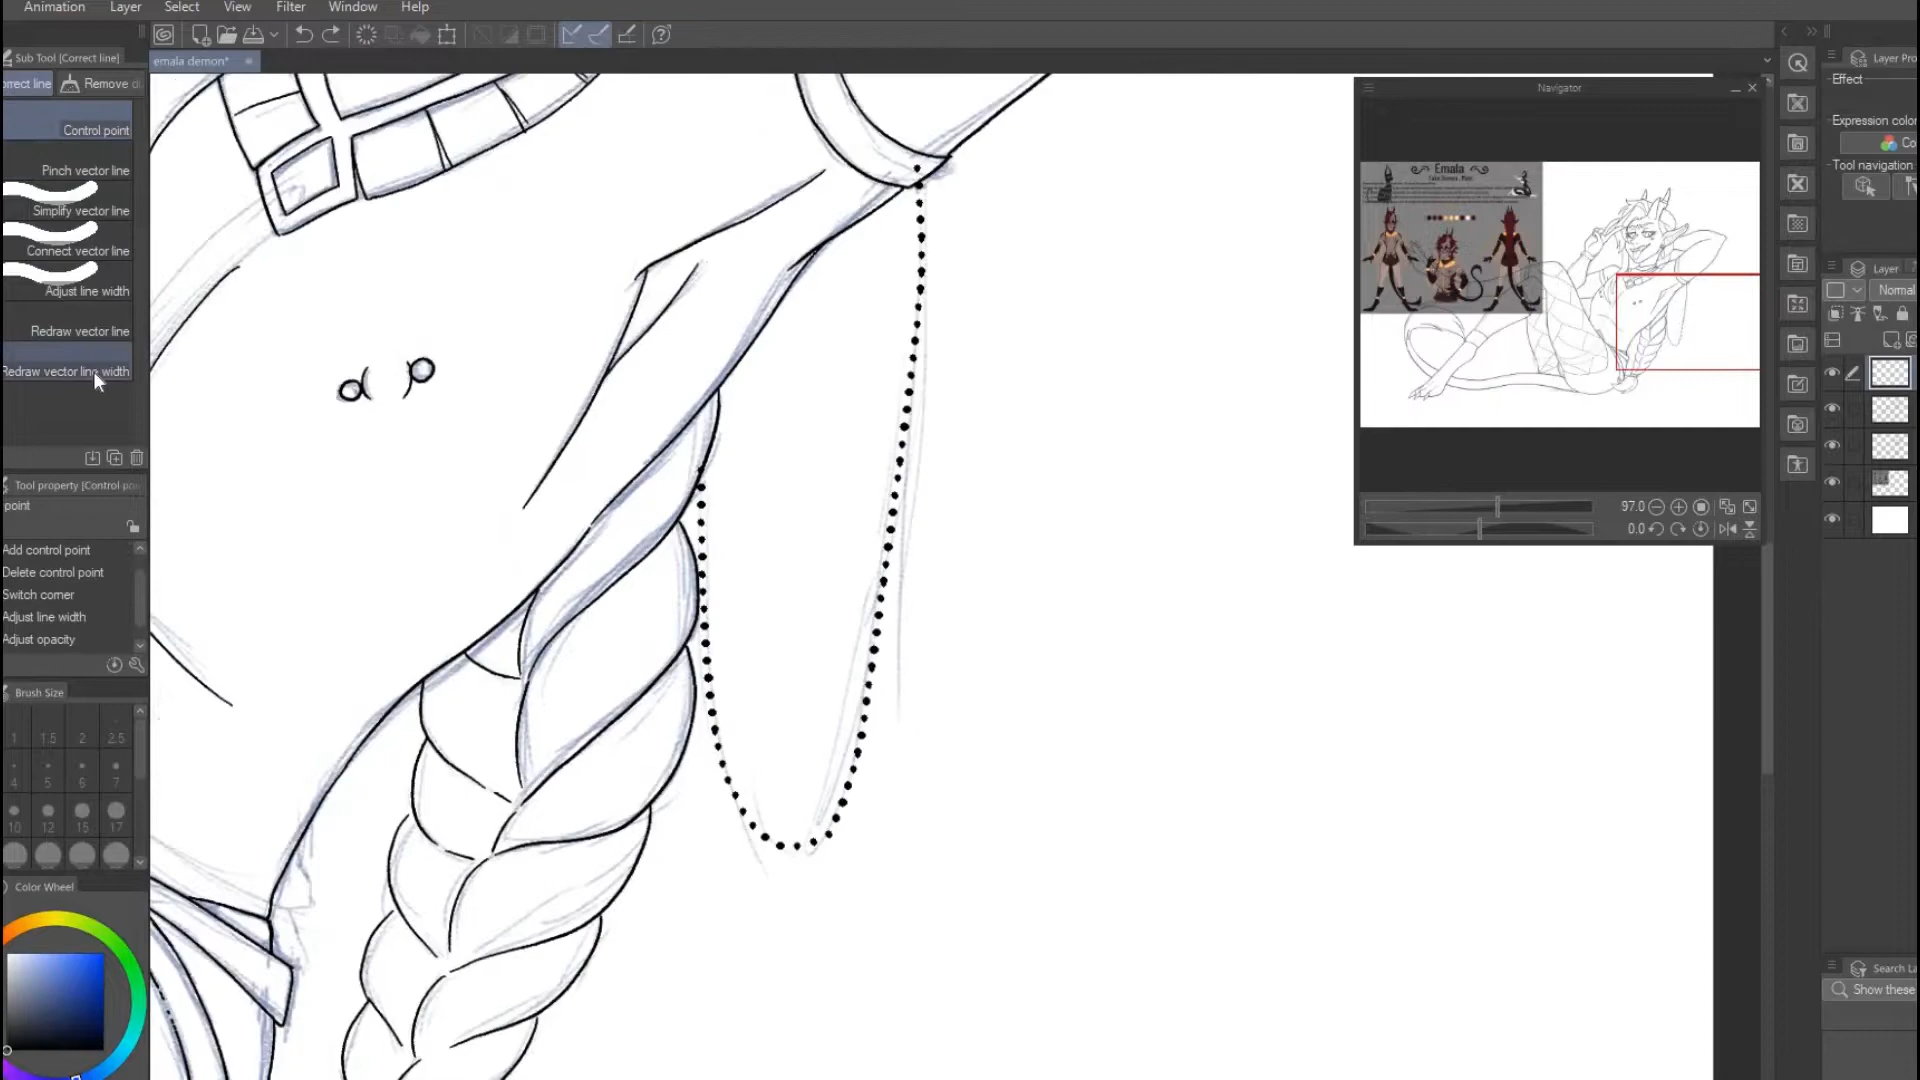 Animation Layer Select View Filter Window Help
Sub Tool [Correct line]
emala demon*
orrect line Remove d
Control point
Pinch vector line
Simplify vector line
Connect vector line
Adjust line width
Redraw vector line
Redraw vector line width
Tool property [Control po
point
Add control point
Delete control point
Switch corner
Adjust line width
Adjust opacity
Brush Size
1 1.5 2 2.5
4 5 6 7
10 12 15 17
Color Wheel
Navigator
Emala
97.0
0.0
Layer Pro
Effect
Expression color
Co
Tool navigation
Layer
Normal
Search La
Show these